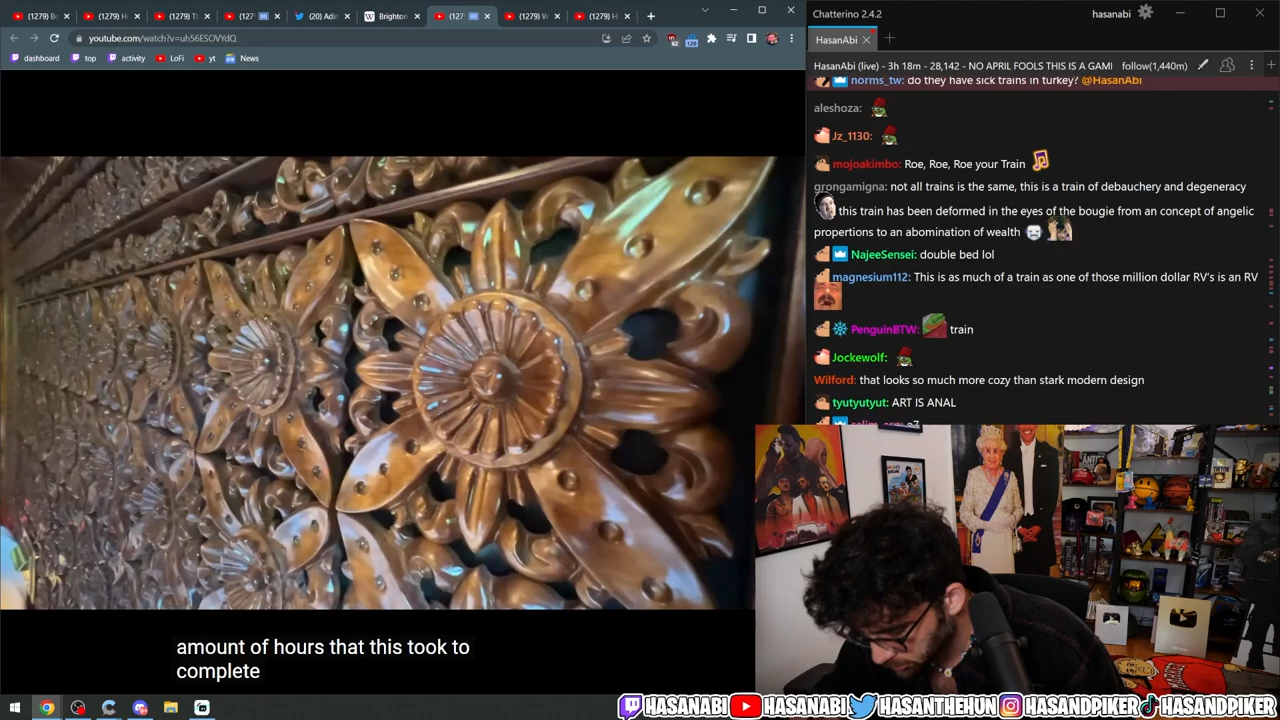 (1279) B
(1279) H
(1279) T
(127
(20) Adi
Brighton
(127
(1279) W
(1279) H
youtube.com/watch?v=uh56ESOVYdQ
62
120
dashboard
top
activity
LoFi
yt
News
Chatterino 2.4.2
hasanabi
HasanAbi
HasanAbi (live) - 3h 18m - 28,142 - NO APRIL FOOLS THIS IS A GAMI
follow(1,440m)
norms_tw: do they have sick trains in turkey? @HasanAbi
aleshoza:
Jz_1130:
mojoakimbo: Roe, Roe, Roe your Train
grongamigna: not all trains is the same, this is a train of debauchery and degeneracy
this train has been deformed in the eyes of the bougie from an concept of angelic
propertions to an abomination of wealth
NajeeSensei: double bed lol
magnesium112: This is as much of a train as one of those million dollar RV's is an RV
PenguinBTW: train
Jockewolf:
Wilford: that looks so much more cozy than stark modern design
tyutyutyut: ART IS ANAL
amount of hours that this took to
complete
HASANABI HASANABI HASANTHEHUN HASANDPIKER HASANDPIKER